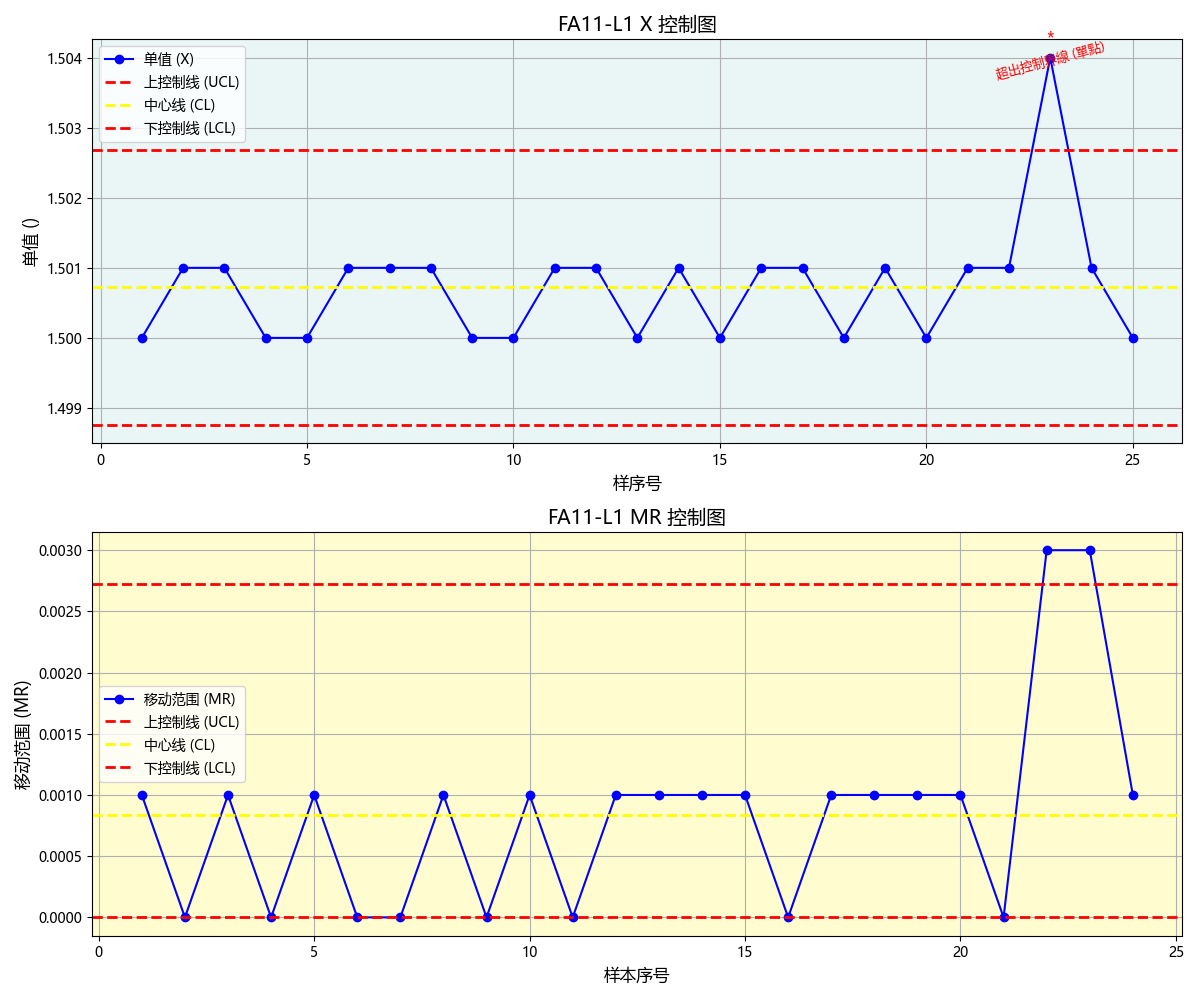 FA11-L1 X 控制图
单值 (X)
上控制线 (UCL)
中心线 (CL)
下控制线 (LCL)
*
超出控制 線 (單點)
单值 ()
1.504
1.503
1.502
1.501
1.500
1.499
0 5 10 15 20 25
样序号
FA11-L1 MR 控制图
移动范围 (MR)
0.0030
0.0025
0.0020
0.0015
0.0010
0.0005
0.0000
移动范围 (MR)
上控制线 (UCL)
中心线 (CL)
下控制线 (LCL)
0 5 10 15 20 25
样本序号